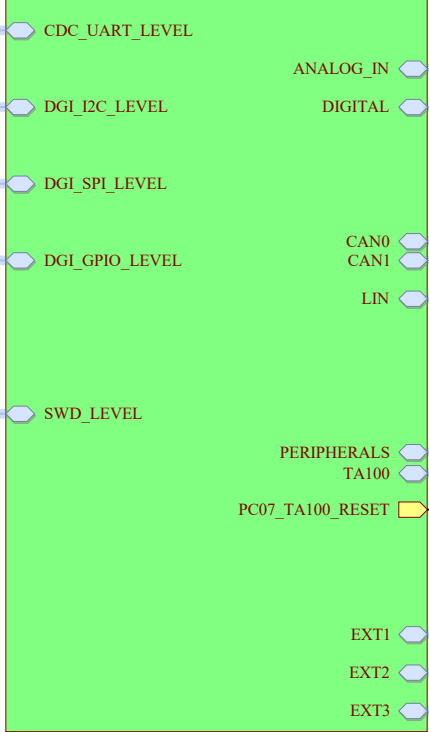 CDC_UART_LEVEL
ANALOG_IN
DGI_I2C_LEVEL
DIGITAL
DGI_SPI_LEVEL
CAN0
DGI_GPIO_LEVEL
CAN1
LIN
SWD_LEVEL
PERIPHERALS
TA100
PC07_TA100_RESET
EXT1
EXT2
EXT3